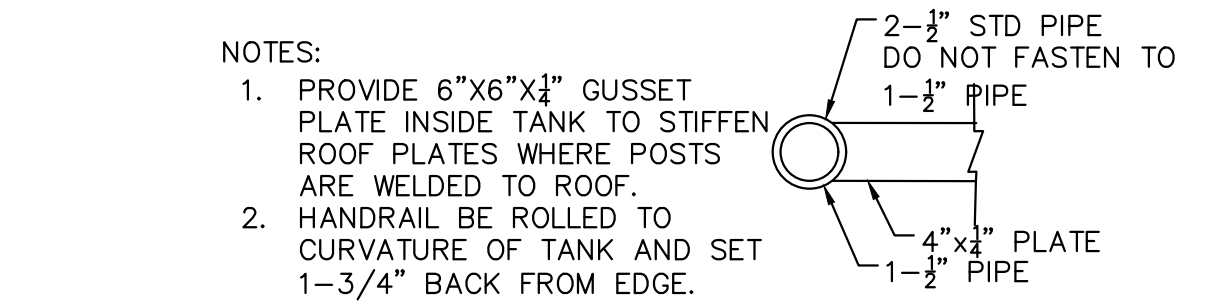 NOTES:
1. PROVIDE 6"X6"X¼" GUSSET
PLATE INSIDE TANK TO STIFFEN
ROOF PLATES WHERE POSTS
ARE WELDED TO ROOF.
2. HANDRAIL BE ROLLED TO
CURVATURE OF TANK AND SET
1-3/4" BACK FROM EDGE.
2-½" STD PIPE
DO NOT FASTEN TO
1-½" PIPE
4"x¼" PLATE
1-½" PIPE